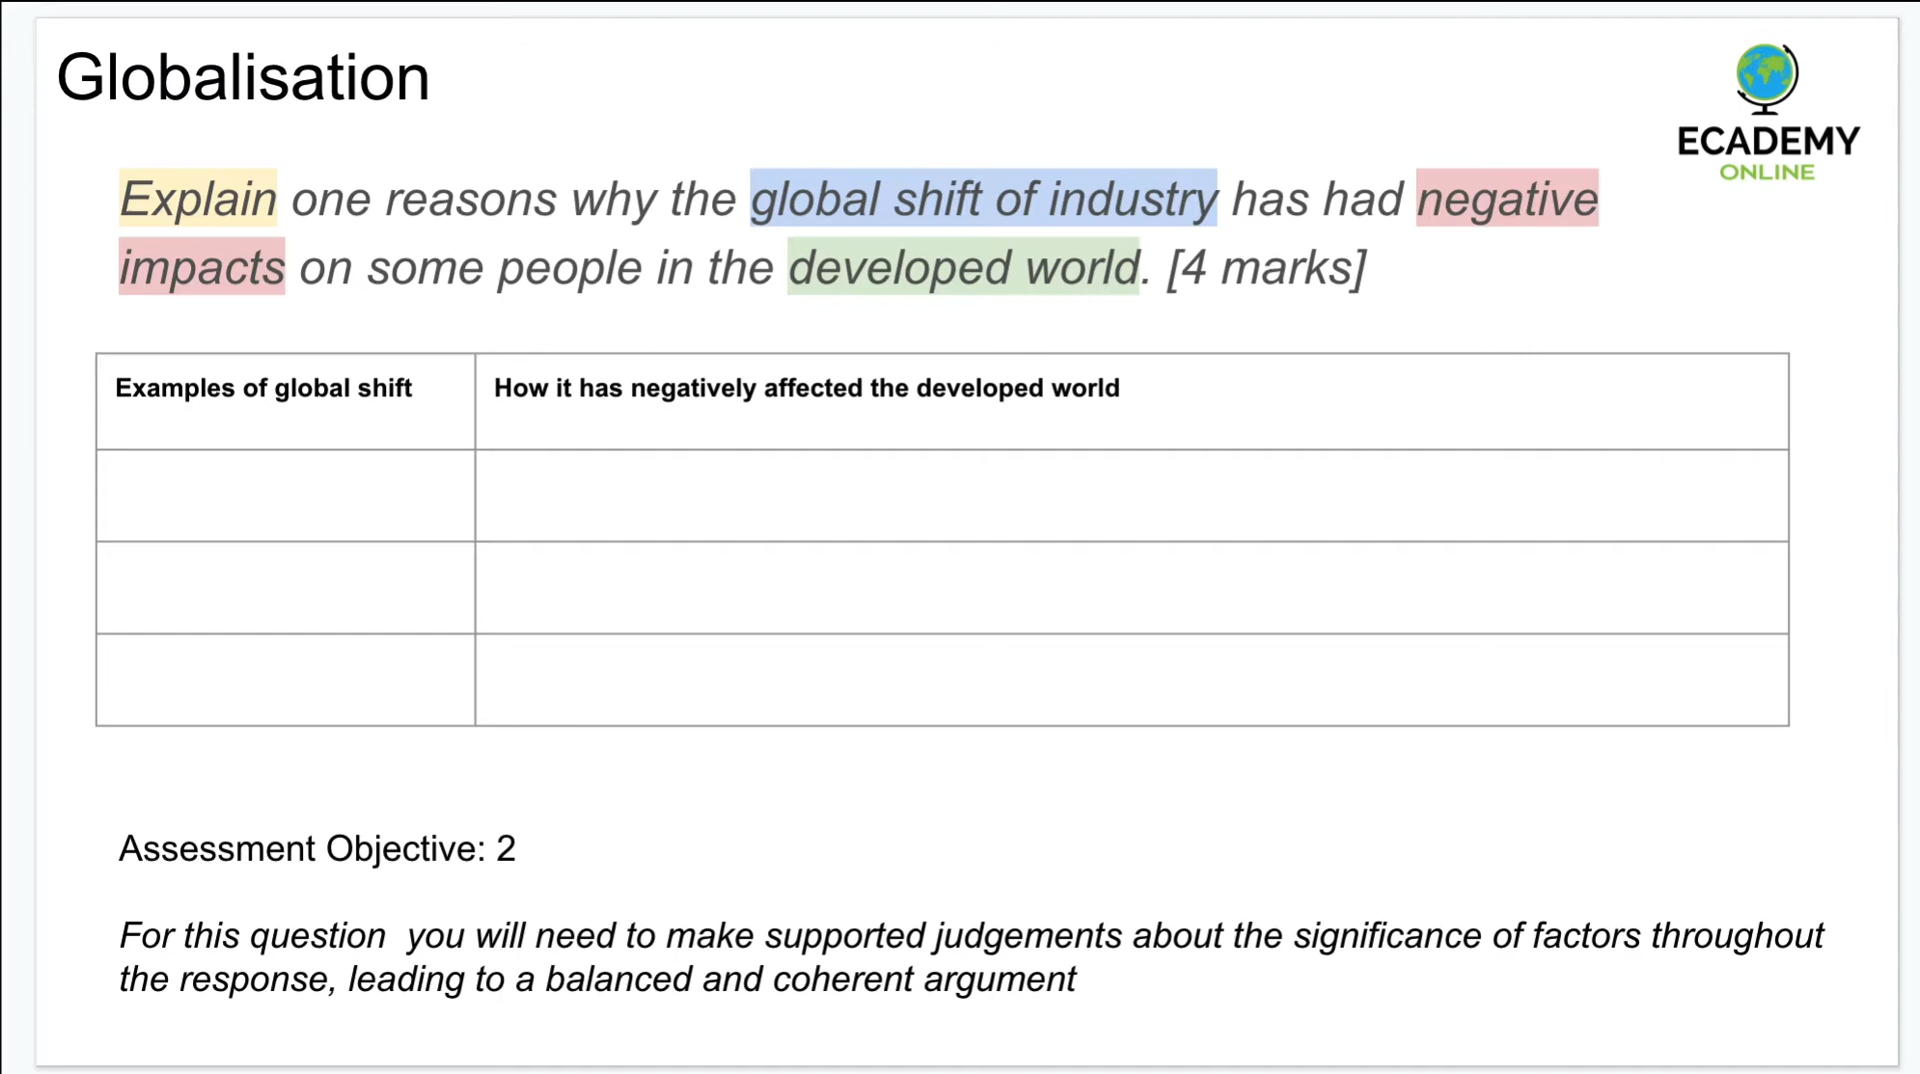 Globalisation
ECADEMY
ONLINE
Explain one reasons why the global shift of industry has had negative
impacts on some people in the developed world. [4 marks]
Examples of global shift
How it has negatively affected the developed world
Assessment Objective: 2
For this question  you will need to make supported judgements about the significance of factors throughout
the response, leading to a balanced and coherent argument